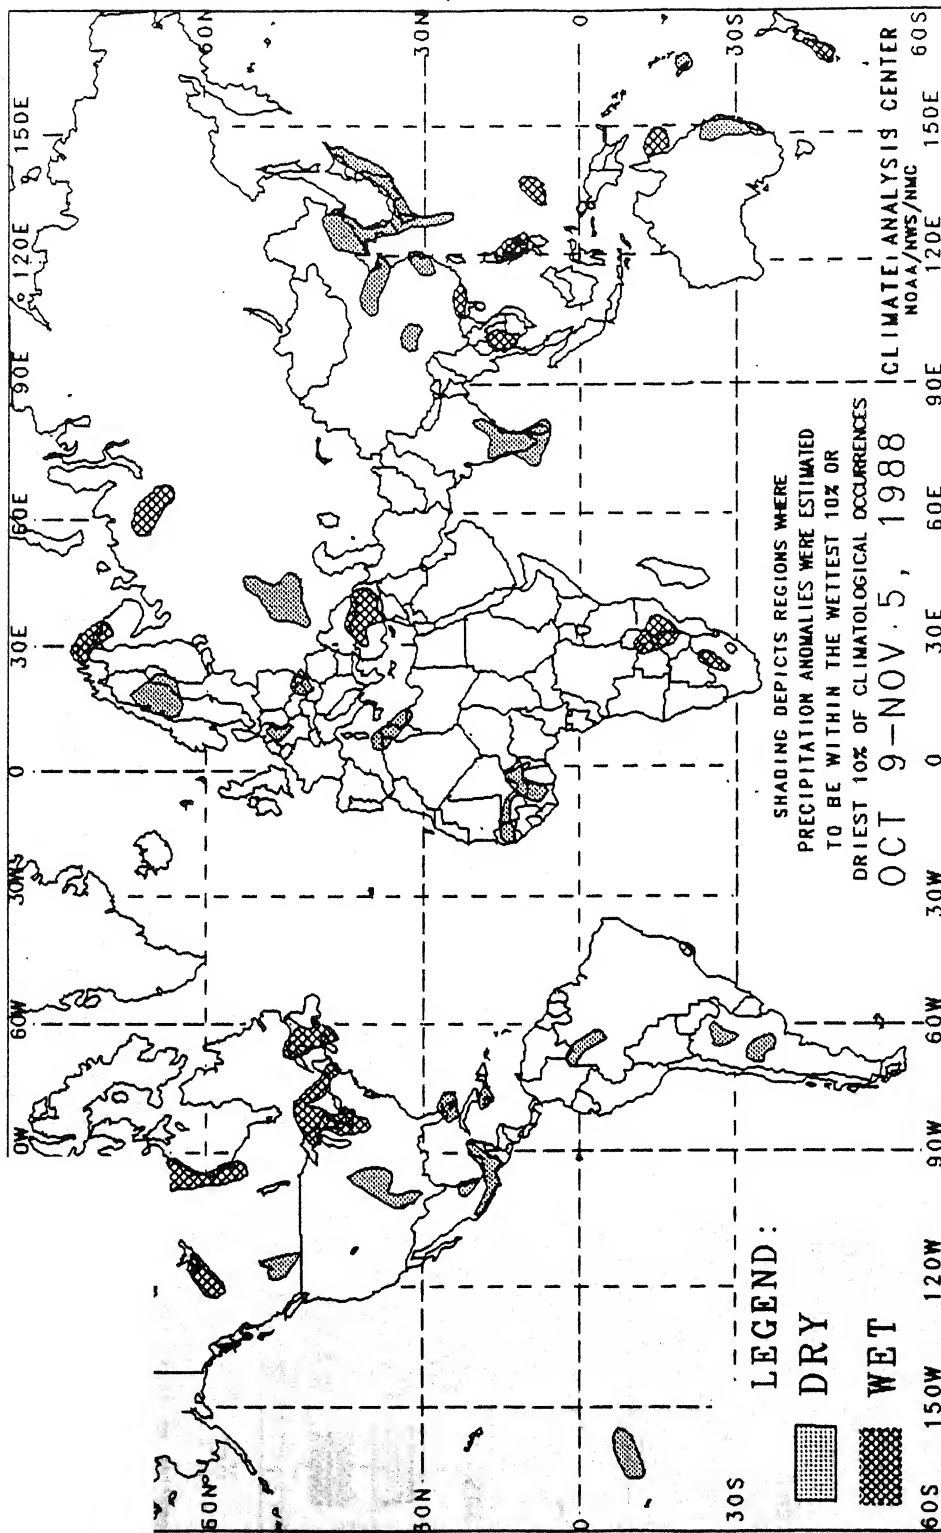 90W 60W 30W 0 30E 60E 90E 120E 150E
60N 60N
30N 30N
0 0
30S 30S
60S 60S
LEGEND:
DRY
WET
SHADING DEPICTS REGIONS WHERE
PRECIPITATION ANOMALIES WERE ESTIMATED
TO BE WITHIN THE WETTEST 10% OR
DRIEST 10% OF CLIMATOLOGICAL OCCURRENCES
OCT 9-NOV.5, 1988
CLIMATE ANALYSIS CENTER
NOAA/NWS/NMC
150W 120W 90W 60W 30W 0 30E 60E 90E 120E 150E